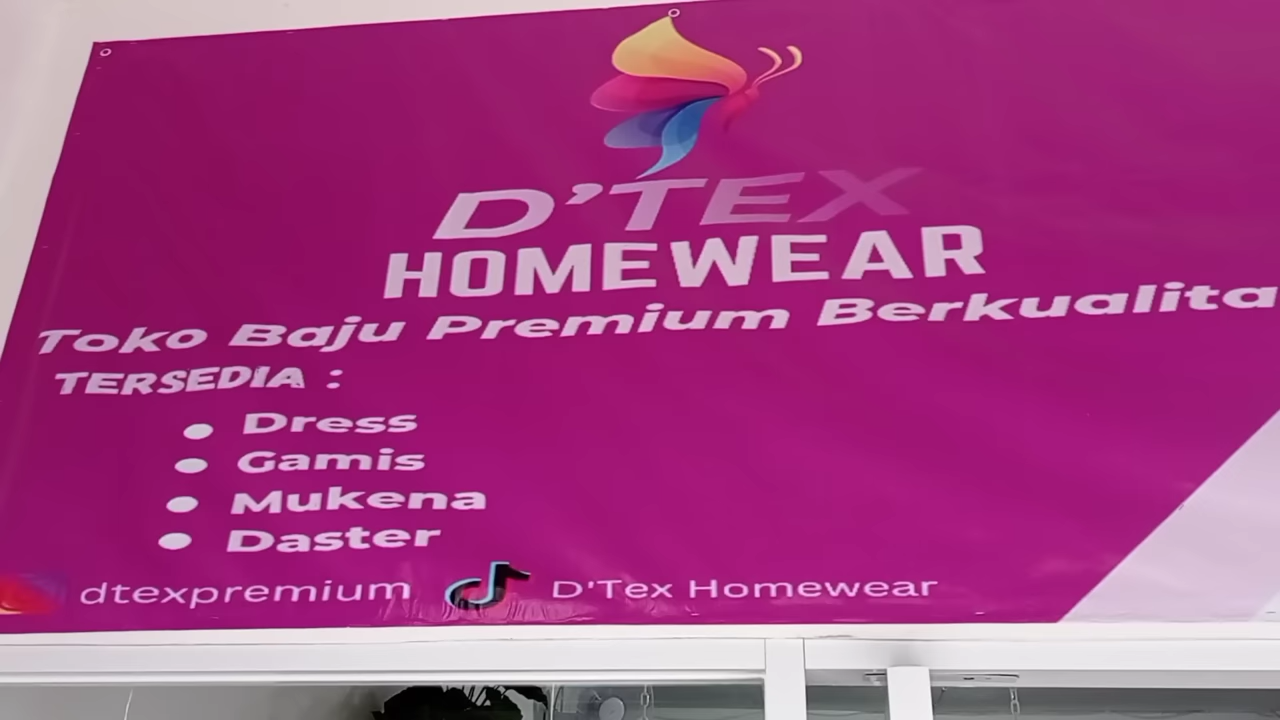 D'TEX
HOMEWEAR
Toko Baju Premium Berkualita
TERSEDIA :
• Dress
• Gamis
• Mukena
• Daster
dtexpremium D'Tex Homewear